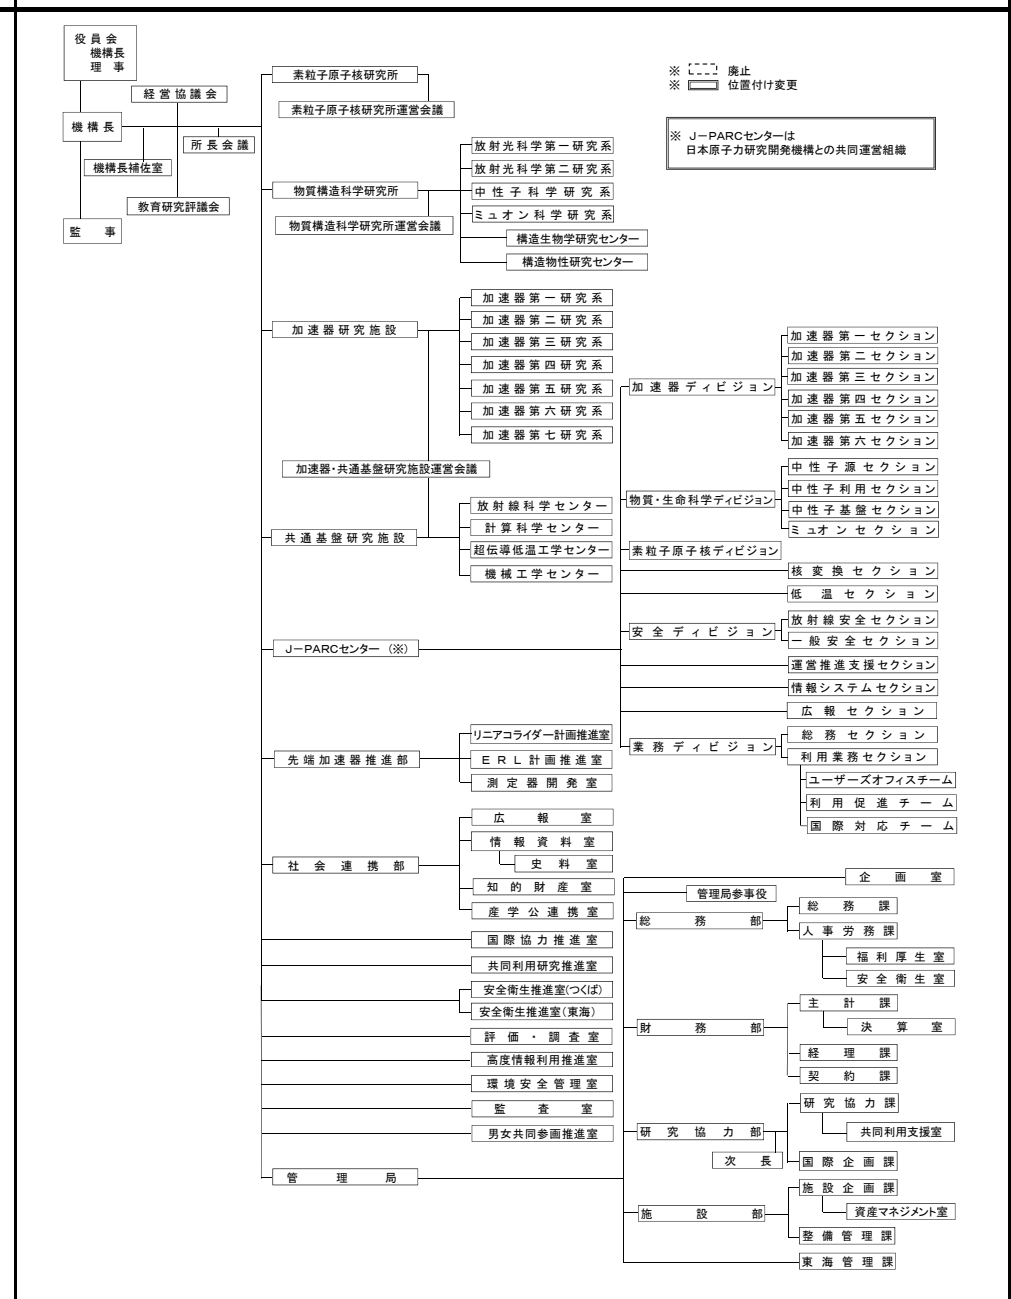 役員会
機構長
理事
経営協議会
機構長
所長会議
機構長補佐室
教育研究評議会
監事
※ 廃止
※ 位置付け変更
※ J－PARCセンターは
日本原子力研究開発機構との共同運営組織
素粒子原子核研究所
素粒子原子核研究所運営会議
物質構造科学研究所
物質構造科学研究所運営会議
放射光科学第一研究系
放射光科学第二研究系
中性子科学研究系
ミュオン科学研究系
構造生物学研究センター
構造物性研究センター
加速器研究施設
加速器第一研究系
加速器第二研究系
加速器第三研究系
加速器第四研究系
加速器第五研究系
加速器第六研究系
加速器第七研究系
加速器・共通基盤研究施設運営会議
共通基盤研究施設
放射線科学センター
計算科学センター
超伝導低温工学センター
機械工学センター
J－PARCセンター（※）
加速器ディビジョン
加速器第一セクション
加速器第二セクション
加速器第三セクション
加速器第四セクション
加速器第五セクション
加速器第六セクション
物質・生命科学ディビジョン
中性子源セクション
中性子利用セクション
中性子基盤セクション
ミュオンセクション
素粒子原子核ディビジョン
核変換セクション
低温セクション
安全ディビジョン
放射線安全セクション
一般安全セクション
運営推進支援セクション
情報システムセクション
広報セクション
業務ディビジョン
総務セクション
利用業務セクション
ユーザーズオフィスチーム
利用促進チーム
国際対応チーム
先端加速器推進部
リニアコライダー計画推進室
ERL計画推進室
測定器開発室
社会連携部
広報室
情報資料室
史料室
知的財産室
産学公連携室
国際協力推進室
共同利用研究推進室
安全衛生推進室(つくば)
安全衛生推進室(東海)
評価・調査室
高度情報利用推進室
環境安全管理室
監査室
男女共同参画推進室
管理局
企画室
管理局参事役
総務部
総務課
人事労務課
福利厚生室
安全衛生室
財務部
主計課
決算室
経理課
契約課
研究協力部
次長
研究協力課
共同利用支援室
国際企画課
施設部
施設企画課
資産マネジメント室
整備管理課
東海管理課